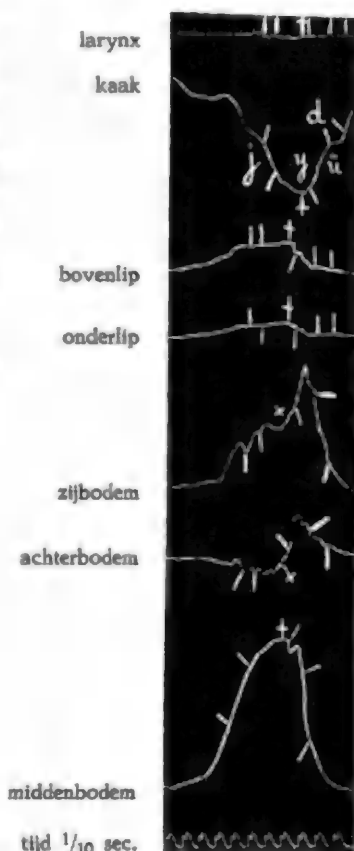 larynx
kaak
d
j y ü
bovenlip
onderlip
x
zijbodem
achterbodem
x
middenbodem
tijd 1/10 sec.